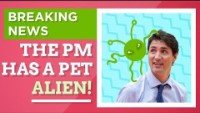 BREAKING
NEWS
THE PM
HAS A PET
ALIEN!